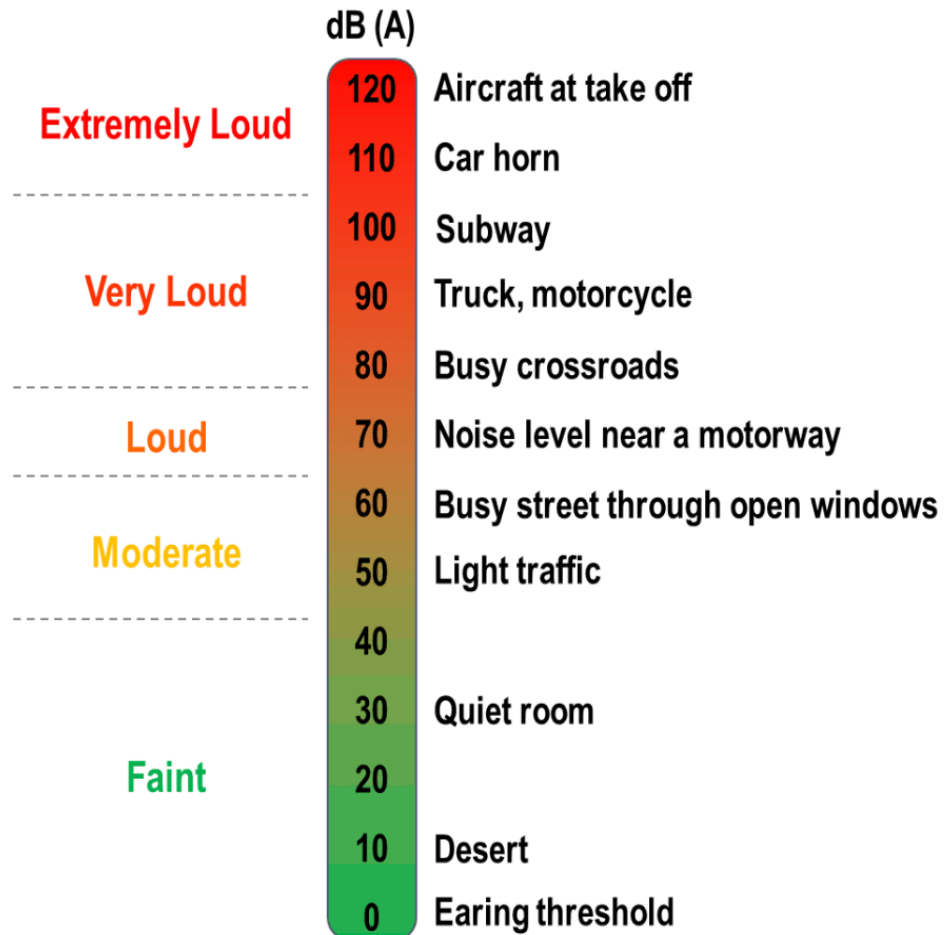 dB (A)
120 Aircraft at take off
Extremely Loud
110 Car horn
100 Subway
Very Loud
90 Truck, motorcycle
80 Busy crossroads
Loud
70 Noise level near a motorway
60 Busy street through open windows
Moderate
50 Light traffic
40
30 Quiet room
Faint
20
10 Desert
0 Earing threshold